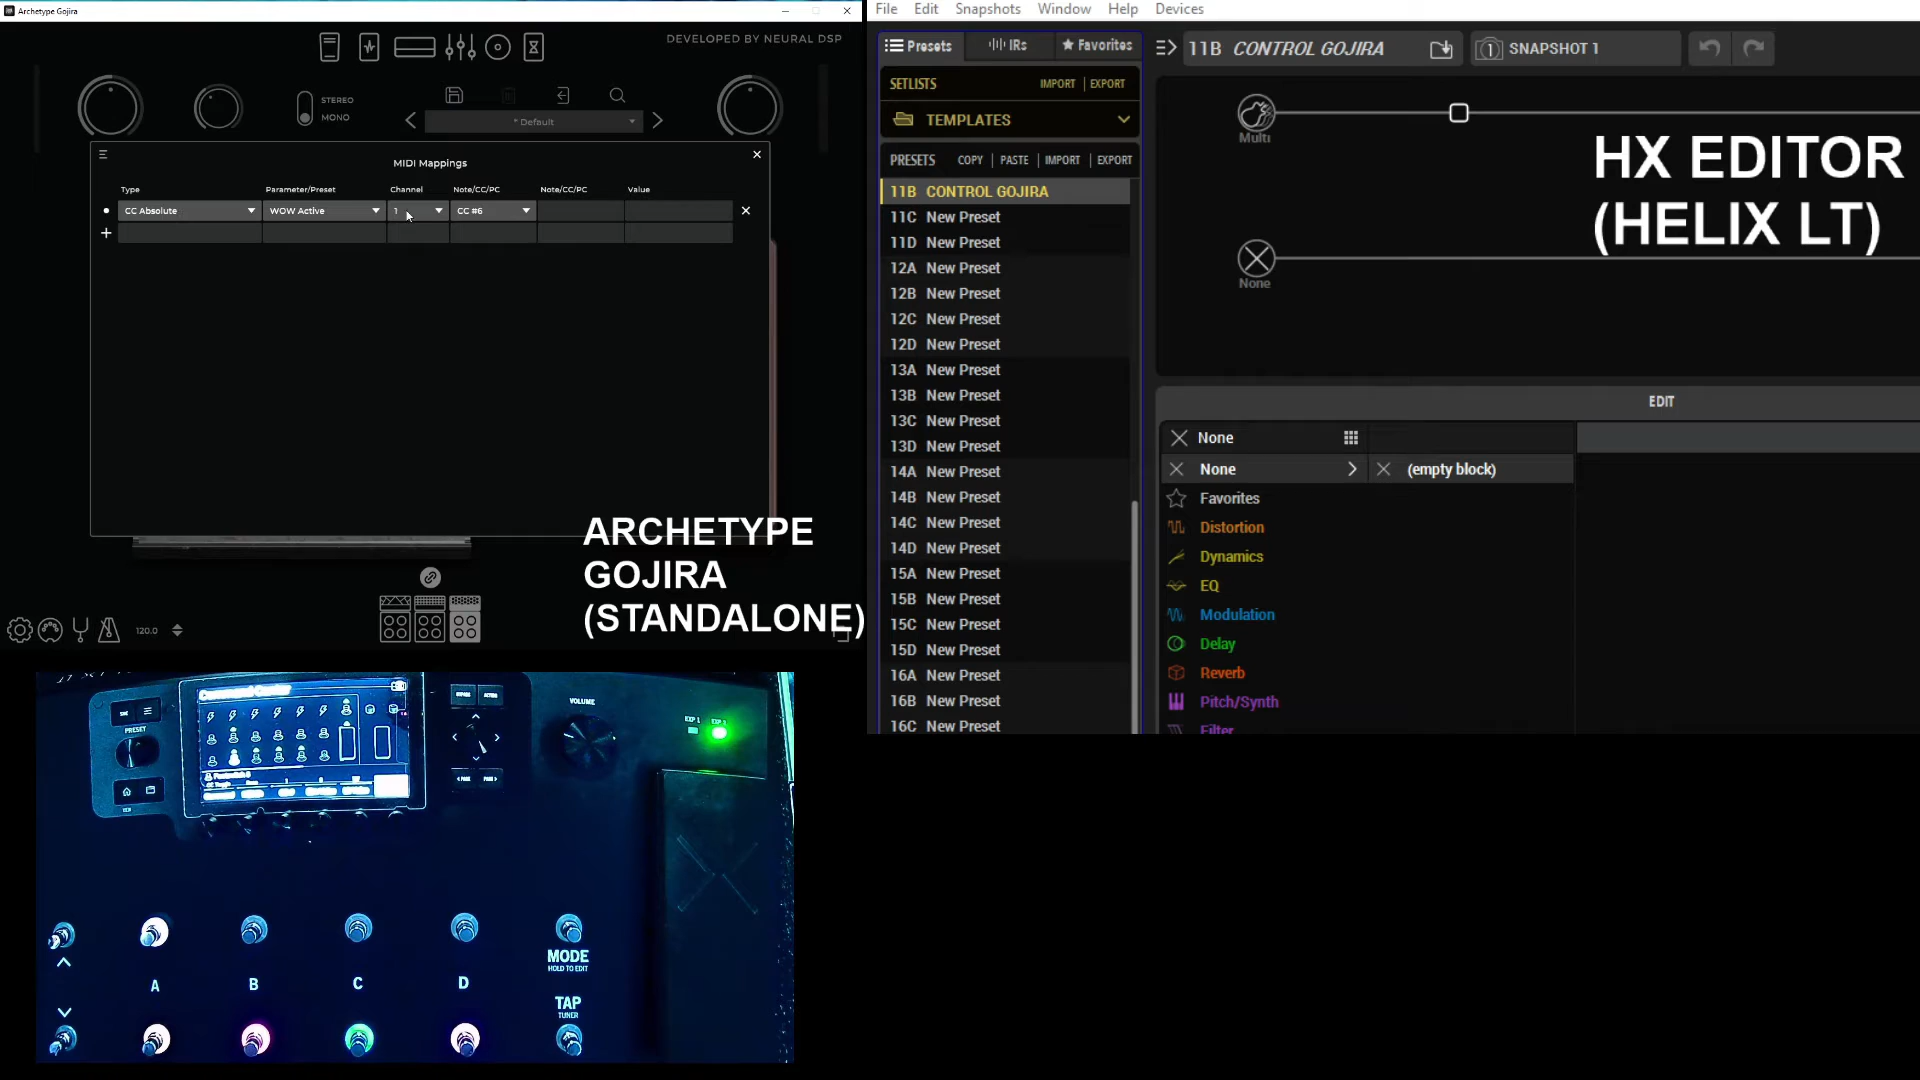 Archetype Gojira
DEVELOPED BY NEURAL DSP
STEREO
MONO
* Default
MIDI Mappings
Type Parameter/Preset Channel Note/CC/PC Note/CC/PC Value
CC Absolute WOW Active 1 CC #6
ARCHETYPE
GOJIRA
(STANDALONE)
120.0
File Edit Snapshots Window Help Devices
Presets IRs Favorites
11B CONTROL GOJIRA
1 SNAPSHOT 1
SETLISTS IMPORT EXPORT
TEMPLATES
PRESETS COPY PASTE IMPORT EXPORT
11B CONTROL GOJIRA
11C New Preset
11D New Preset
12A New Preset
12B New Preset
12C New Preset
12D New Preset
13A New Preset
13B New Preset
13C New Preset
13D New Preset
14A New Preset
14B New Preset
14C New Preset
14D New Preset
15A New Preset
15B New Preset
15C New Preset
15D New Preset
16A New Preset
16B New Preset
16C New Preset
Multi
None
HX EDITOR
(HELIX LT)
EDIT
None
None (empty block)
Favorites
Distortion
Dynamics
EQ
Modulation
Delay
Reverb
Pitch/Synth
Filter
Command Center
PRESET
VOLUME
EXP 1
A B C D
MODE
HOLD TO EDIT
TAP
TUNER